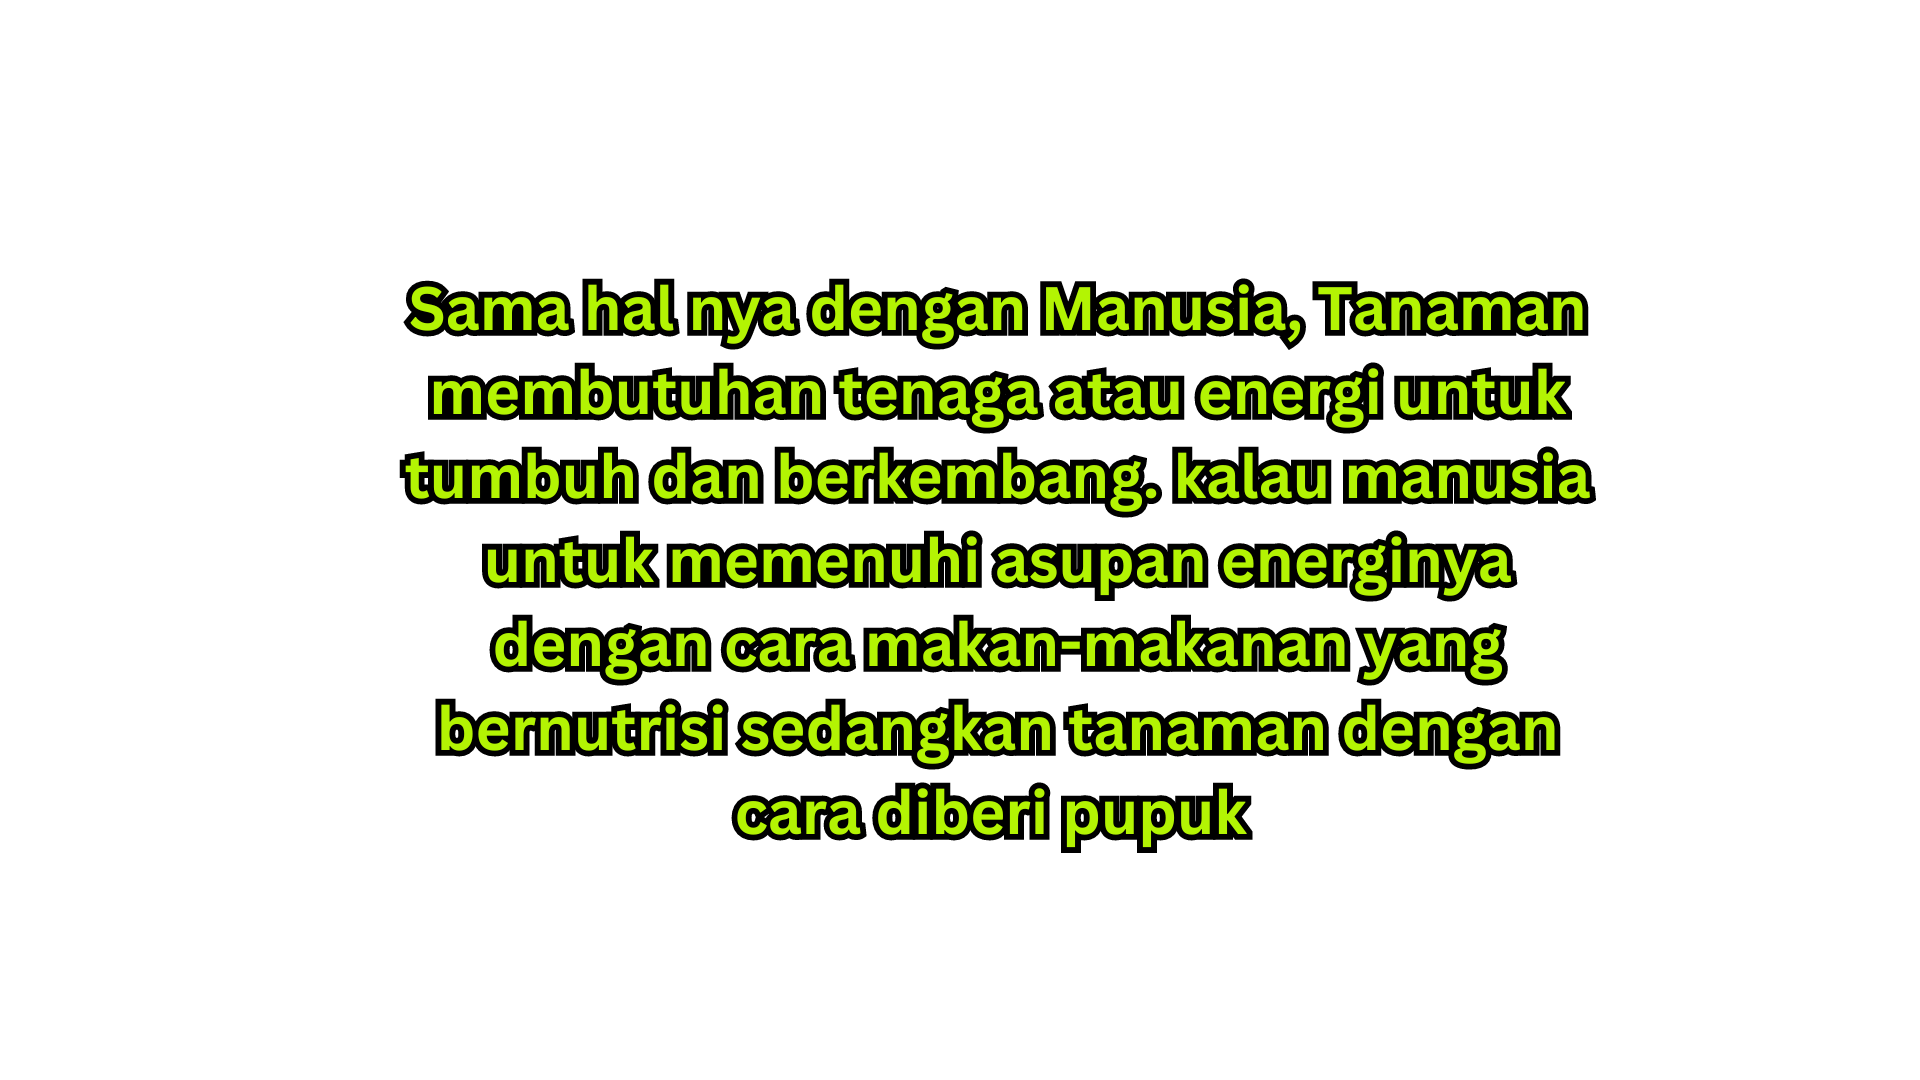 Sama hal nya dengan Manusia, Tanaman
membutuhan tenaga atau energi untuk
tumbuh dan berkembang. kalau manusia
untuk memenuhi asupan energinya
dengan cara makan-makanan yang
bernutrisi sedangkan tanaman dengan
cara diberi pupuk